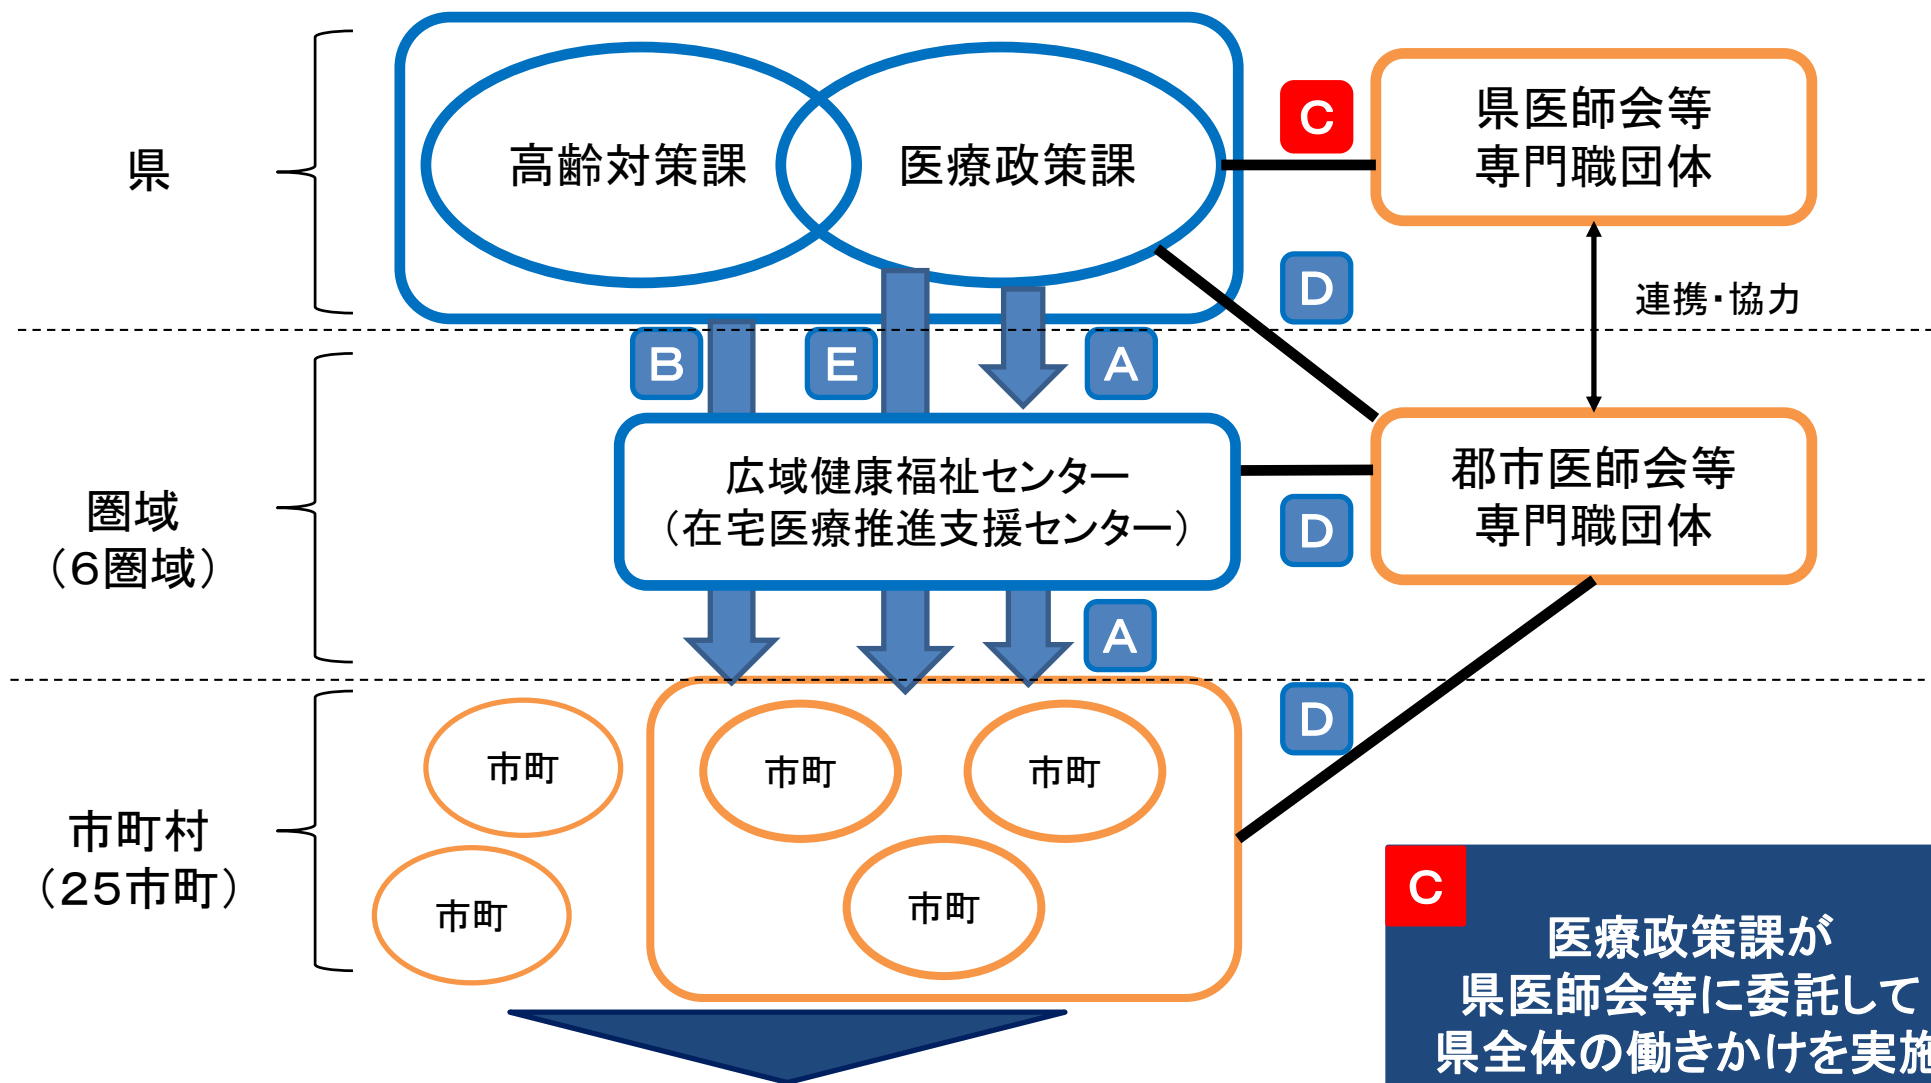 県
高齢対策課
医療政策課
C
県医師会等
専門職団体
D
連携・協力
B
E
A
圏域
（6圏域）
広域健康福祉センター
（在宅医療推進支援センター）
D
郡市医師会等
専門職団体
A
D
市町村
（25市町）
市町
市町
市町
市町
市町
C
医療政策課が
県医師会等に委託して
県全体の働きかけを実施